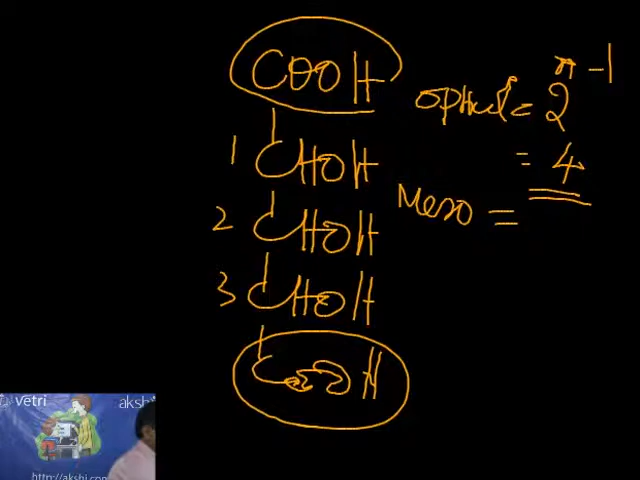 COOH
optical = 2^n-1
1 CHOH
= 4
2 CHOH
Meso =
3 CHOH
COOH
vetri
akshi
http://akshi.com